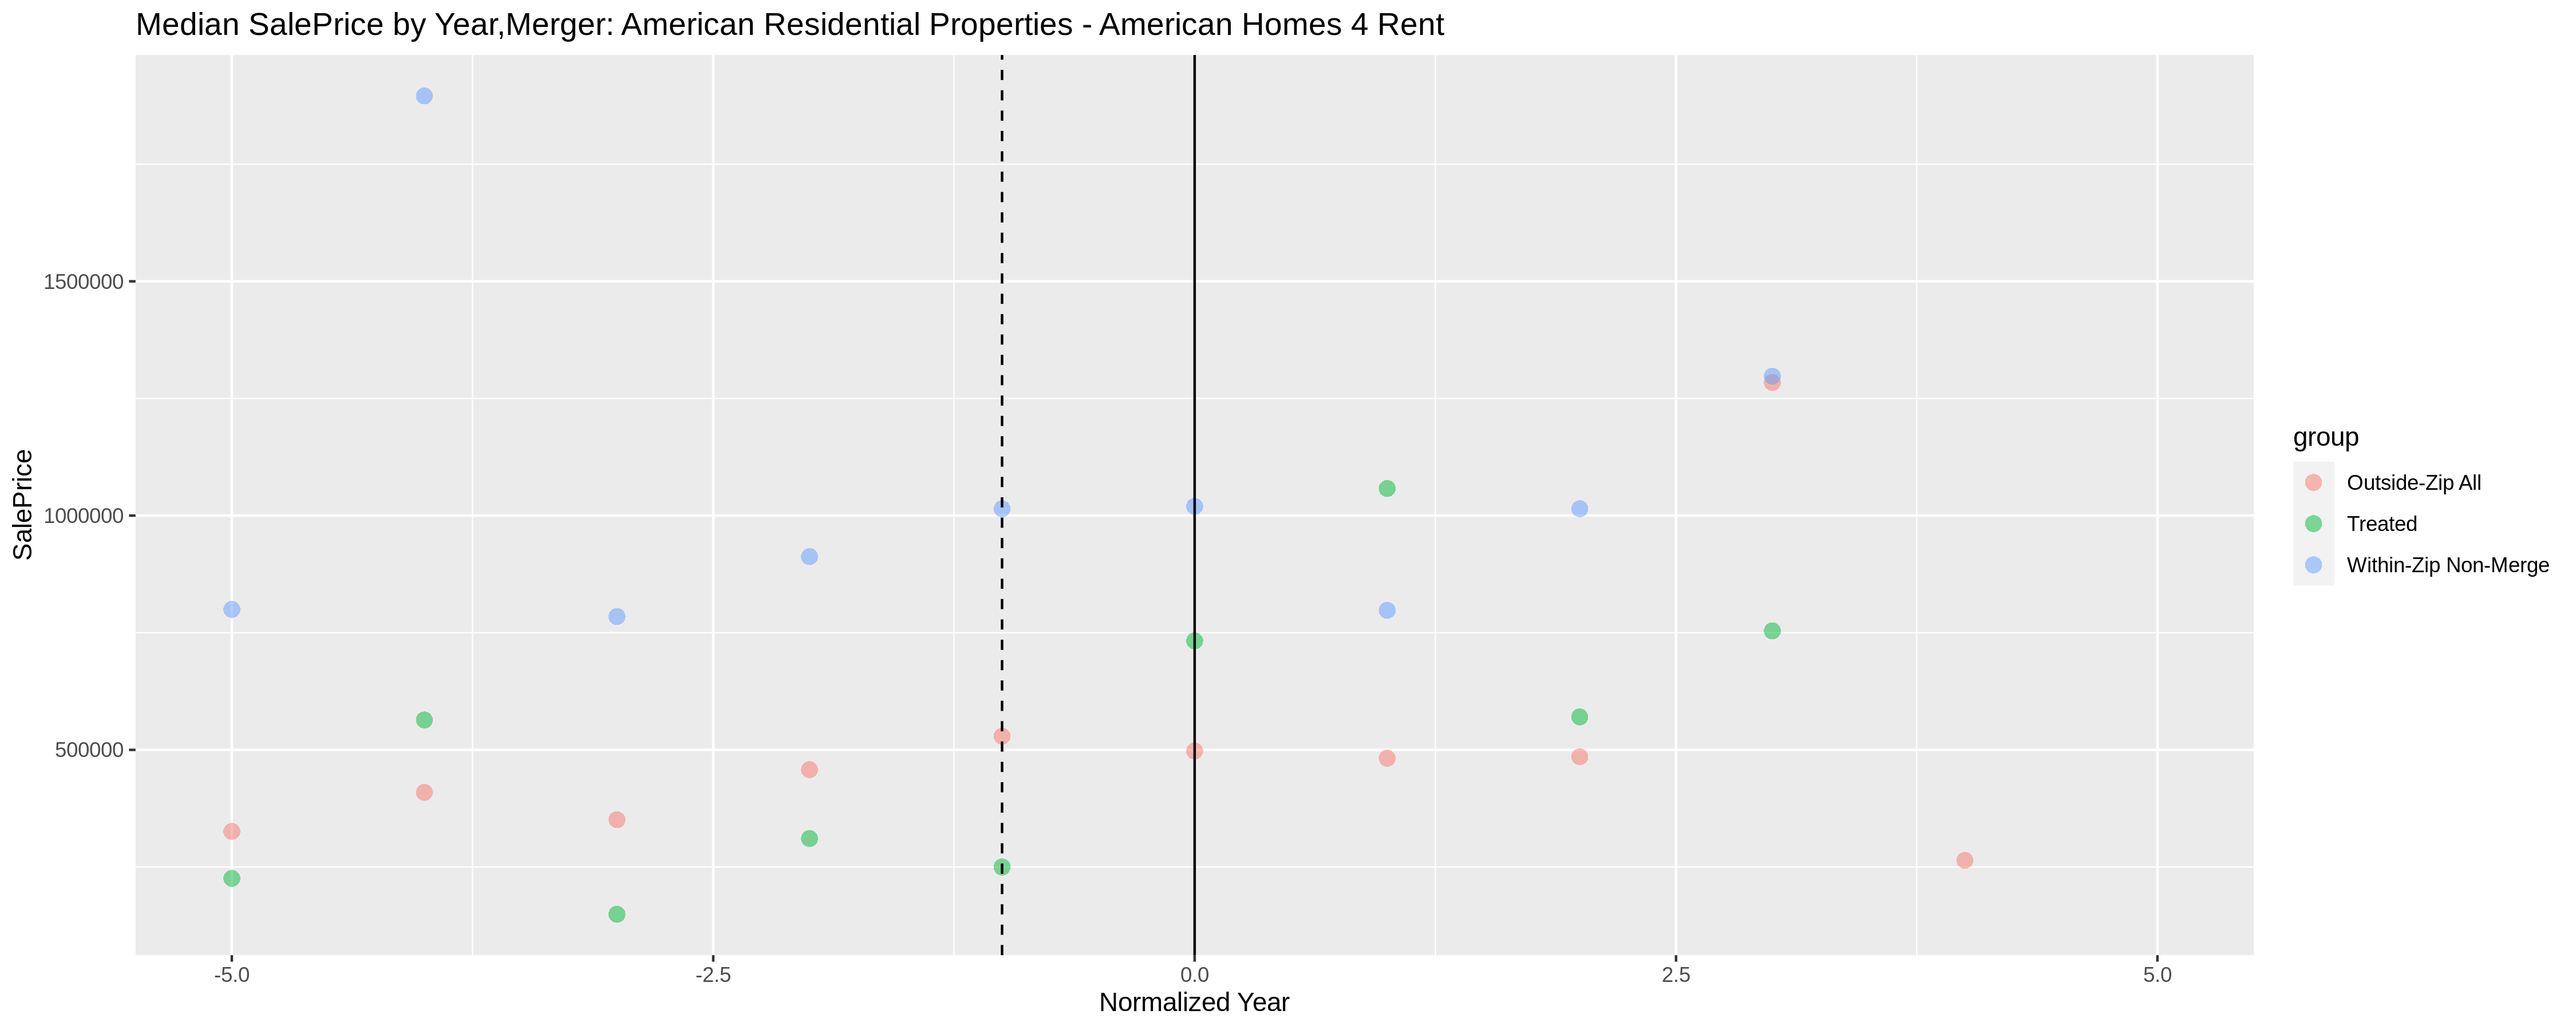 Median SalePrice by Year,Merger: American Residential Properties - American Homes 4 Rent
SalePrice
1500000
1000000
500000
-5.0
-2.5
0.0
2.5
5.0
Normalized Year
group
Outside-Zip All
Treated
Within-Zip Non-Merge